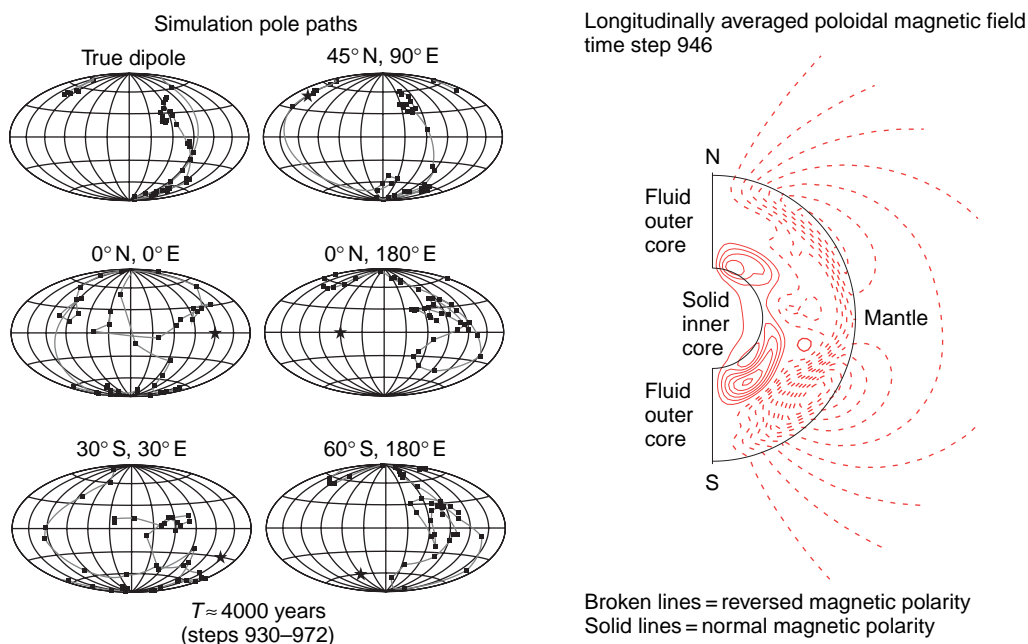 Simulation pole paths
True dipole
45° N, 90° E
0° N, 0° E
0° N, 180° E
30° S, 30° E
60° S, 180° E
T ≈ 4000 years
(steps 930–972)
Longitudinally averaged poloidal magnetic field
time step 946
N
Fluid
outer
core
Solid
inner
core
Mantle
Fluid
outer
core
S
Broken lines = reversed magnetic polarity
Solid lines = normal magnetic polarity